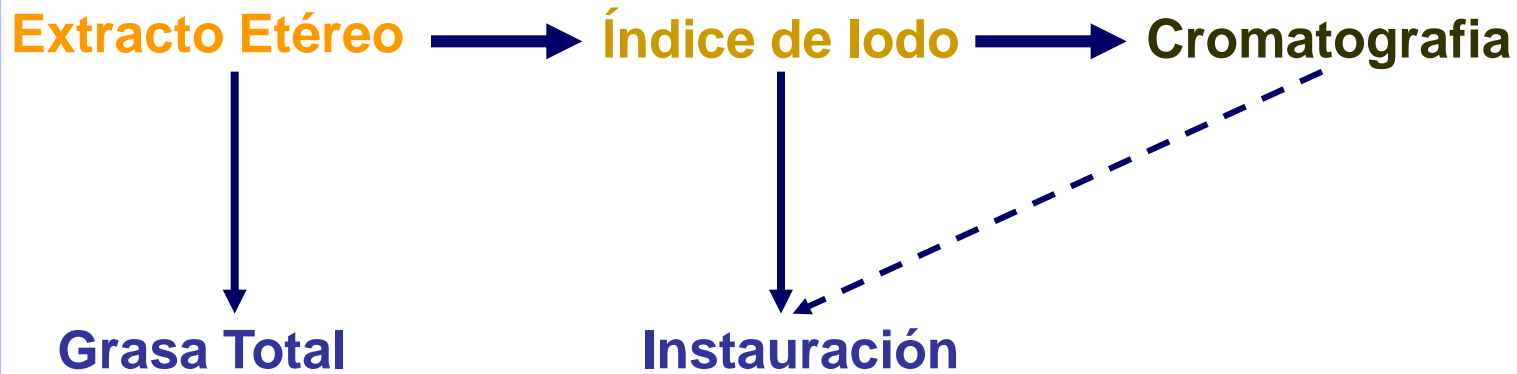 Extracto Etéreo
Índice de Iodo
Cromatografia
Grasa Total
Instauración